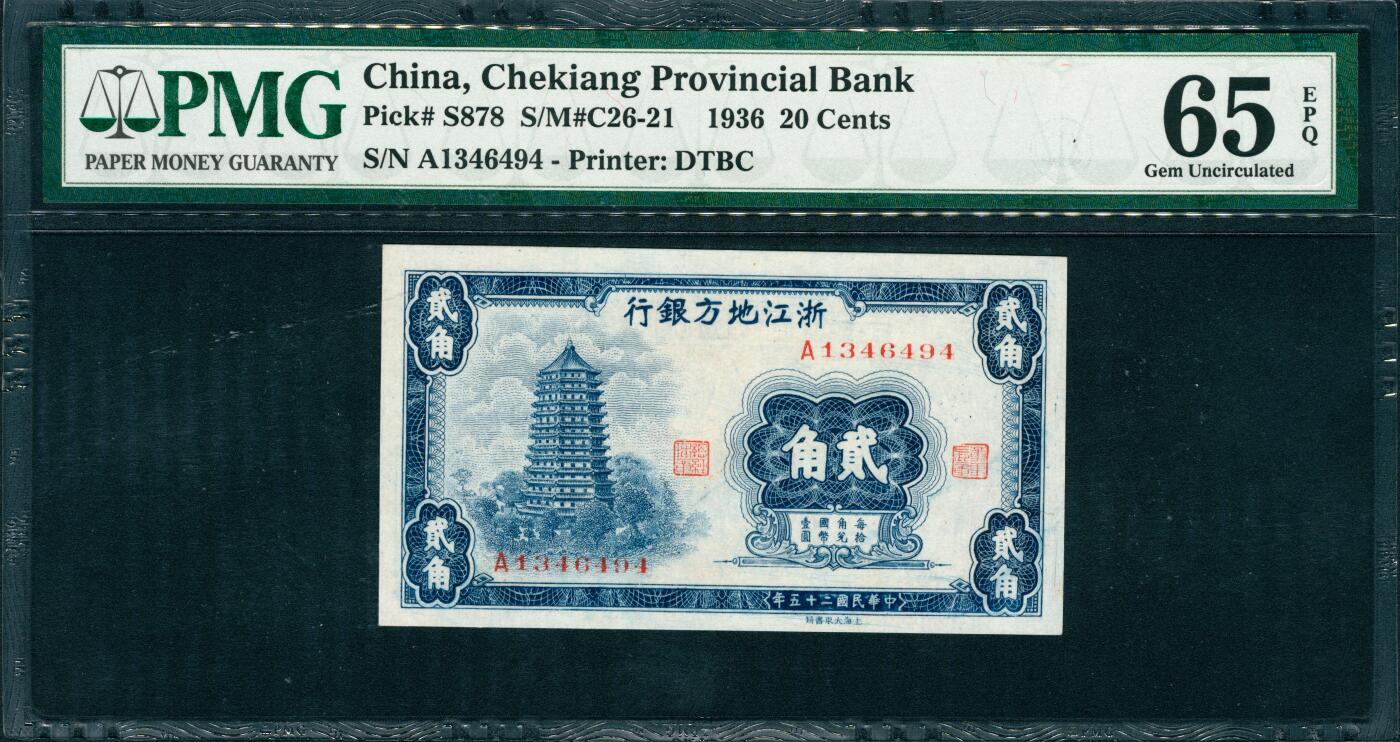 PMG
PAPER MONEY GUARANTY
China, Chekiang Provincial Bank
Pick# S878 S/M#C26-21 1936 20 Cents
S/N A1346494 - Printer: DTBC
65
EPQ
Gem Uncirculated
浙江地方銀行
貳角
貳角
A1346494
貳角
每拾角兌國幣壹圓
A1346494
貳角
貳角
中華民國二十五年
上海大東書局
PMG
PMG